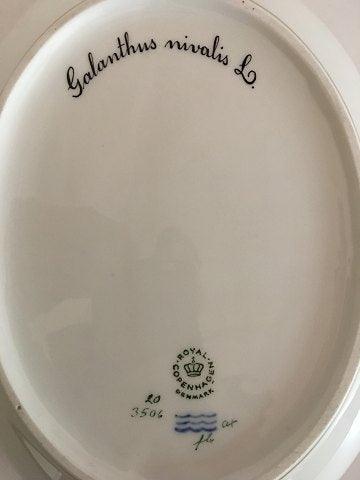 Galanthus nivalis L.
ROYAL
COPENHAGEN
DENMARK
20
3506